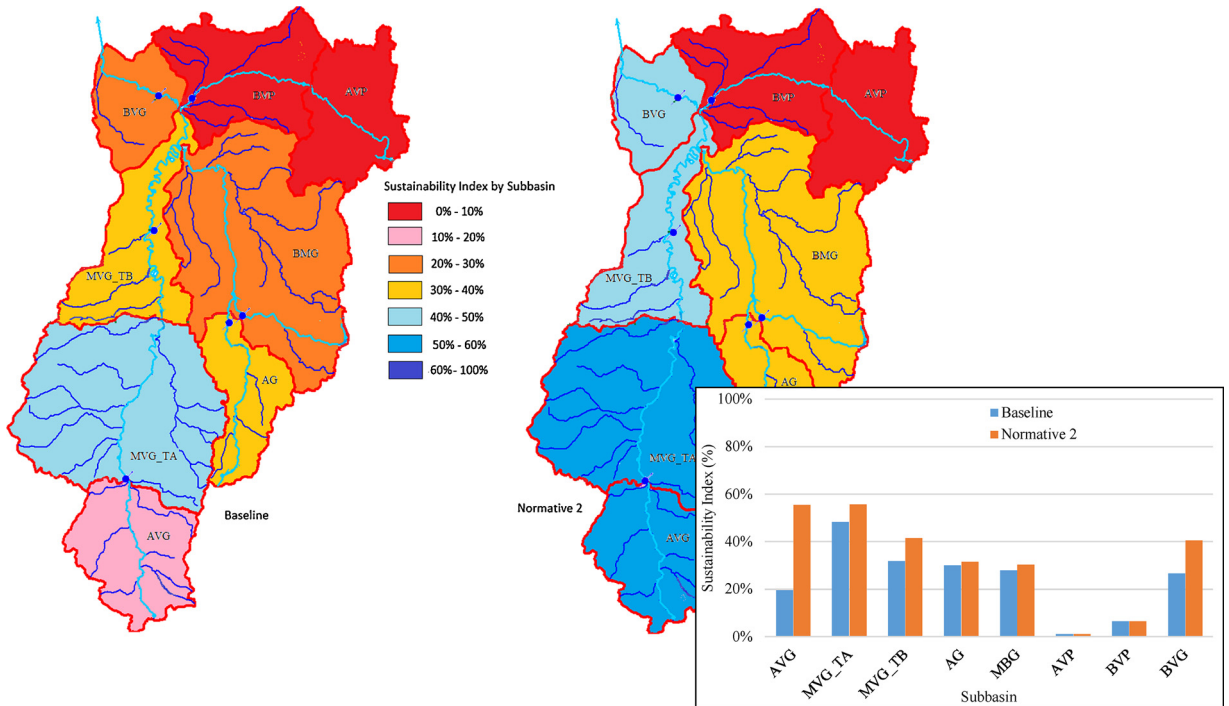 BVG
BVP
AVP
MVG_TB
BMG
AG
MVG_TA
AVG
Baseline
Sustainability Index by Subbasin
0% - 10%
10% - 20%
20% - 30%
30% - 40%
40% - 50%
50% - 60%
60% - 100%
BVG
BVP
AVP
MVG_TB
BMG
AG
MVG_TA
AVG
Normative 2
Sustainability Index (%)
100%
80%
60%
40%
20%
0%
Baseline
Normative 2
AVG
MVG_TA
MVG_TB
AG
MBG
AVP
BVP
BVG
Subbasin